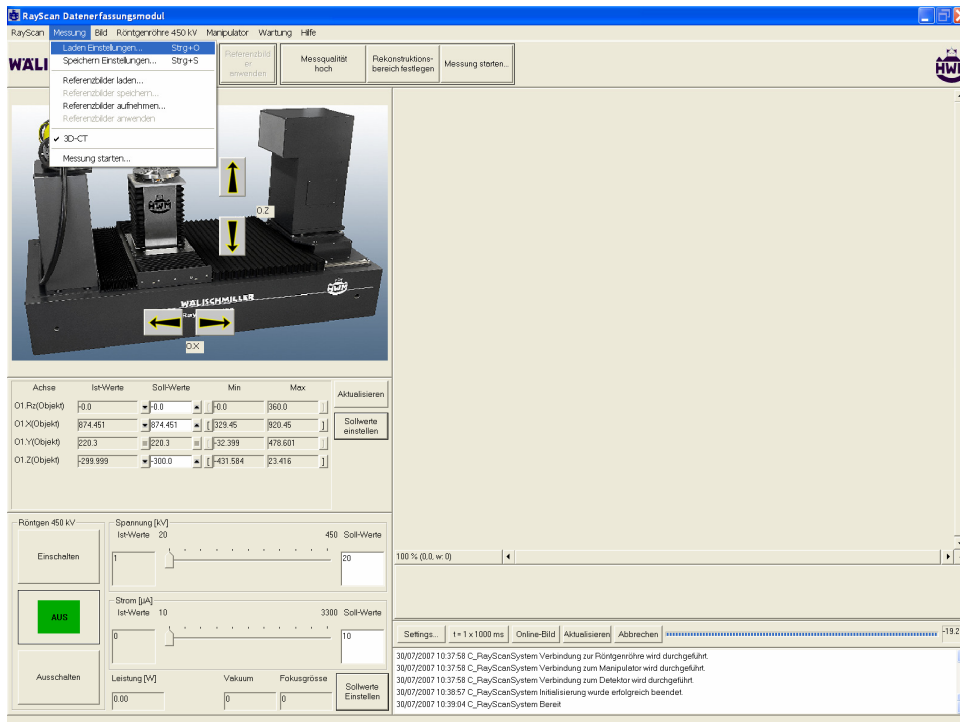 RayScan Datenerfassungsmodul
RayScan Messung Bild Röntgenröhre 450 kV Manipulator Wartung Hilfe
Laden Einstellungen... Strg+O
Speichern Einstellungen... Strg+S
Referenzbilder laden...
Referenzbilder speichern...
Referenzbilder aufnehmen...
Referenzbilder anwenden
3D-CT
Messung starten...
WÄLI
Referenzbild
er
anwenden
Messqualität
hoch
Rekonstruktions-
bereich festlegen
Messung starten...
HWM
HWM
O.Z
HWM
WÄLISCHMILLER
Ray
O.X
Achse Ist-Werte Soll-Werte Min Max
O1.Rz(Objekt) -0.0 -0.0 [ -0.0 360.0 ]
O1.X(Objekt) 874.451 874.451 [ 329.45 920.45 ]
O1.Y(Objekt) 220.3 220.3 [ -32.399 478.601 ]
O1.Z(Objekt) -299.999 -300.0 [ -431.584 23.416 ]
Aktualisieren
Sollwerte
einstellen
Röntgen 450 kV
Einschalten
AUS
Ausschalten
Spannung [kV]
Ist-Werte 20 450 Soll-Werte
1 20
Strom [µA]
Ist-Werte 10 3300 Soll-Werte
0 10
Leistung [W] Vakuum Fokusgrösse
0.00 0 0
Sollwerte
Einstellen
100 % (0,0, w: 0)
Settings... t = 1 x 1000 ms Online-Bild Aktualisieren Abbrechen -19.2
30/07/2007 10:37:58 C_RayScanSystem Verbindung zur Röntgenröhre wird durchgeführt.
30/07/2007 10:37:58 C_RayScanSystem Verbindung zum Manipulator wird durchgeführt.
30/07/2007 10:37:58 C_RayScanSystem Verbindung zum Detektor wird durchgeführt.
30/07/2007 10:38:57 C_RayScanSystem Initialisierung wurde erfolgreich beendet.
30/07/2007 10:39:04 C_RayScanSystem Bereit